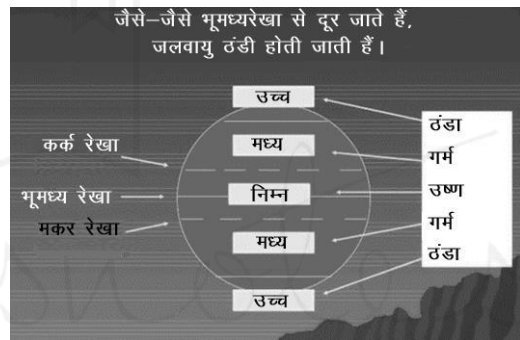 जैसे–जैसे भूमध्यरेखा से दूर जाते हैं,
जलवायु ठंडी होती जाती हैं।
उच्च
मध्य
निम्न
मध्य
उच्च
कर्क रेखा
भूमध्य रेखा
मकर रेखा
ठंडा
गर्म
उष्ण
गर्म
ठंडा